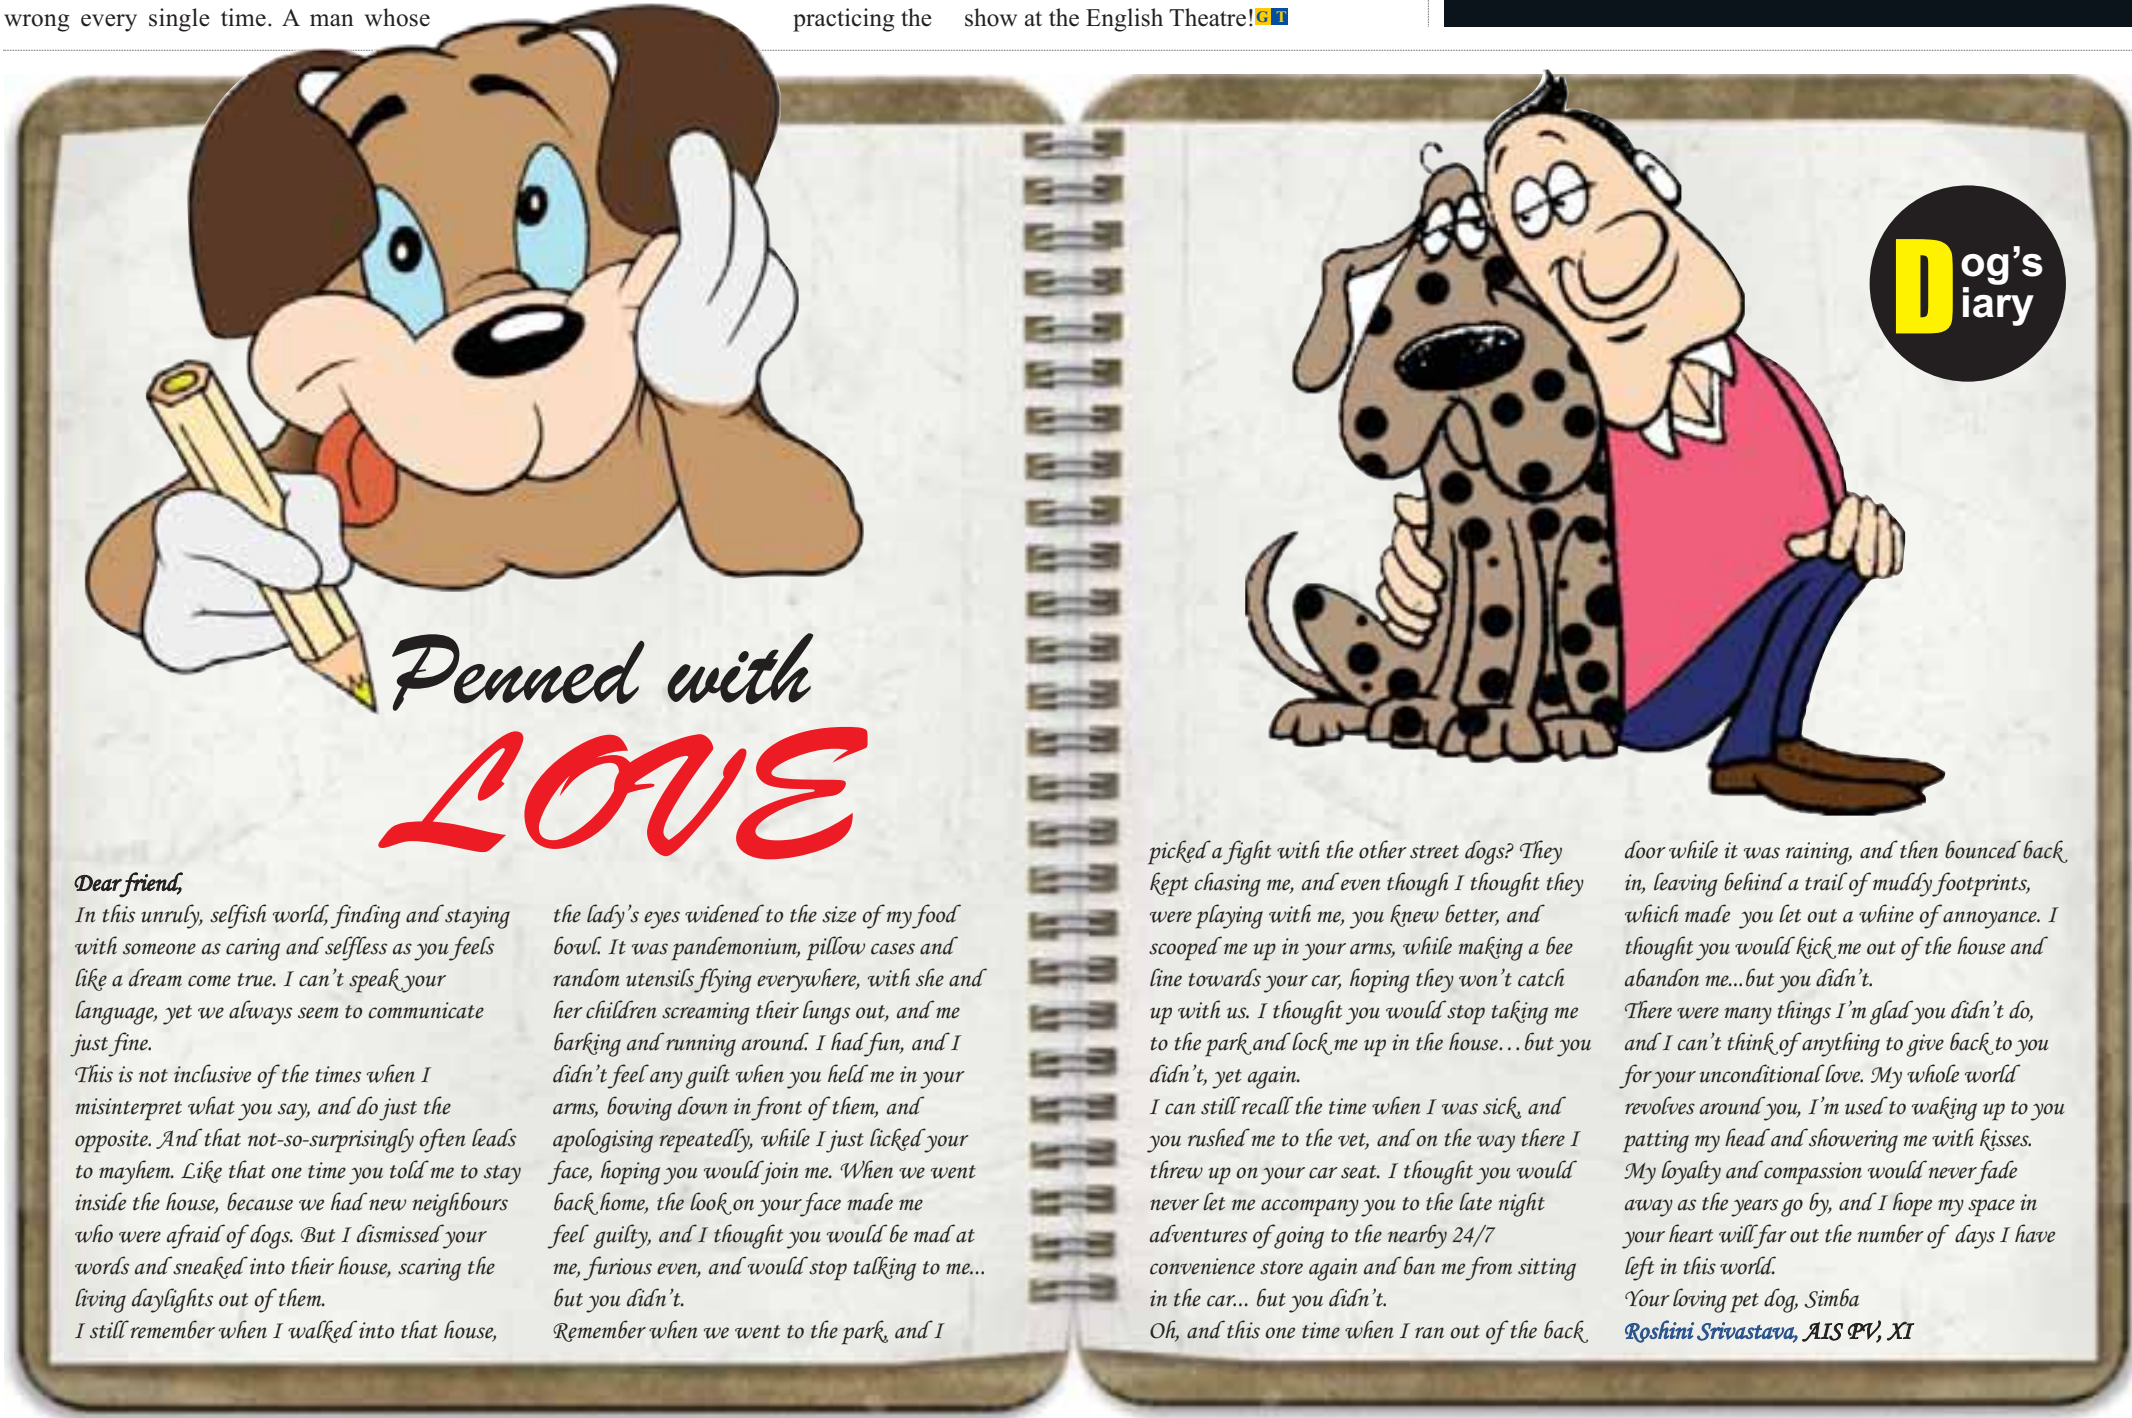 wrong every single time. A man whose
practicing the
show at the English Theatre!GT
Dog's
Diary
Penned with
LOVE
Dear friend,
In this unruly, selfish world, finding and staying
with someone as caring and selfless as you feels
like a dream come true. I can't speak your
language, yet we always seem to communicate
just fine.
This is not inclusive of the times when I
misinterpret what you say, and do just the
opposite. And that not-so-surprisingly often leads
to mayhem. Like that one time you told me to stay
inside the house, because we had new neighbours
who were afraid of dogs. But I dismissed your
words and sneaked into their house, scaring the
living daylights out of them.
I still remember when I walked into that house,
the lady's eyes widened to the size of my food
bowl. It was pandemonium, pillow cases and
random utensils flying everywhere, with she and
her children screaming their lungs out, and me
barking and running around. I had fun, and I
didn't feel any guilt when you held me in your
arms, bowing down in front of them, and
apologising repeatedly, while I just licked your
face, hoping you would join me. When we went
back home, the look on your face made me
feel guilty, and I thought you would be mad at
me, furious even, and would stop talking to me...
but you didn't.
Remember when we went to the park, and I
picked a fight with the other street dogs? They
kept chasing me, and even though I thought they
were playing with me, you knew better, and
scooped me up in your arms, while making a bee
line towards your car, hoping they won't catch
up with us. I thought you would stop taking me
to the park and lock me up in the house…but you
didn't, yet again.
I can still recall the time when I was sick, and
you rushed me to the vet, and on the way there I
threw up on your car seat. I thought you would
never let me accompany you to the late night
adventures of going to the nearby 24/7
convenience store again and ban me from sitting
in the car... but you didn't.
Oh, and this one time when I ran out of the back
door while it was raining, and then bounced back
in, leaving behind a trail of muddy footprints,
which made you let out a whine of annoyance. I
thought you would kick me out of the house and
abandon me...but you didn't.
There were many things I'm glad you didn't do,
and I can't think of anything to give back to you
for your unconditional love. My whole world
revolves around you, I'm used to waking up to you
patting my head and showering me with kisses.
My loyalty and compassion would never fade
away as the years go by, and I hope my space in
your heart will far out the number of days I have
left in this world.
Your loving pet dog, Simba
Roshini Srivastava, AIS PV, XI